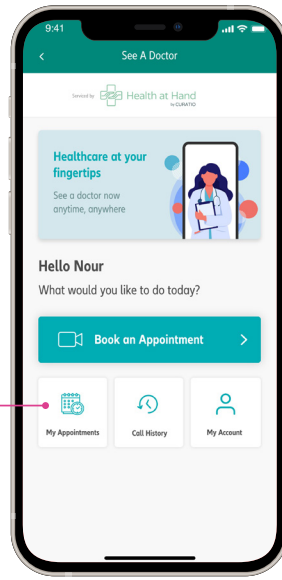 9:41
See A Doctor
Serviced by Health at Hand
by CURATIO
Healthcare at your
fingertips
See a doctor now
anytime, anywhere
Hello Nour
What would you like to do today?
Book an Appointment
My Appointments
Call History
My Account